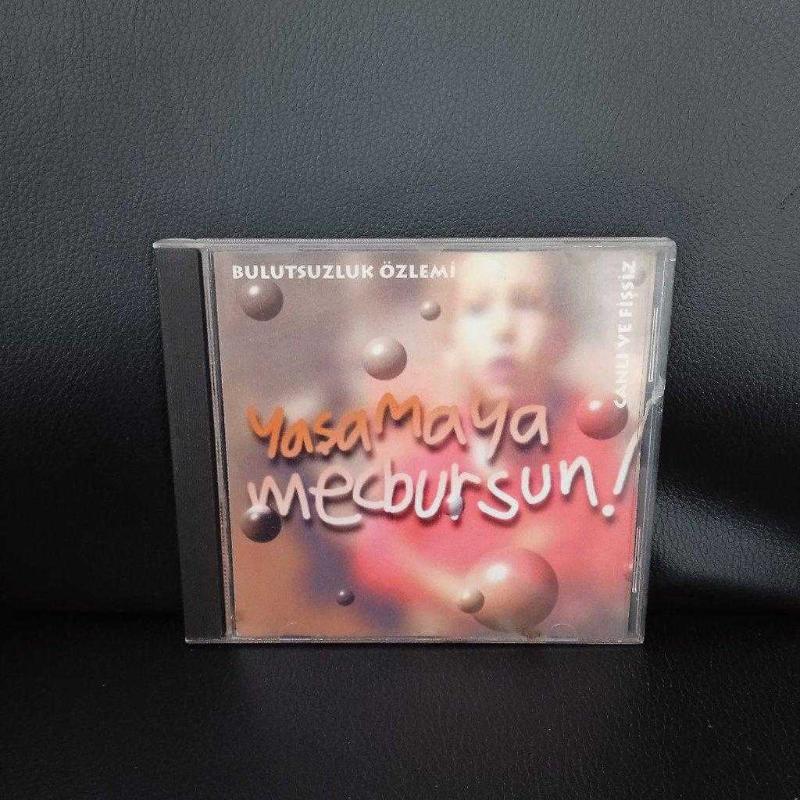 BULUTSUZLUK ÖZLEMİ
CANLI VE FİŞSİZ
yaşamaya
mecbursun!